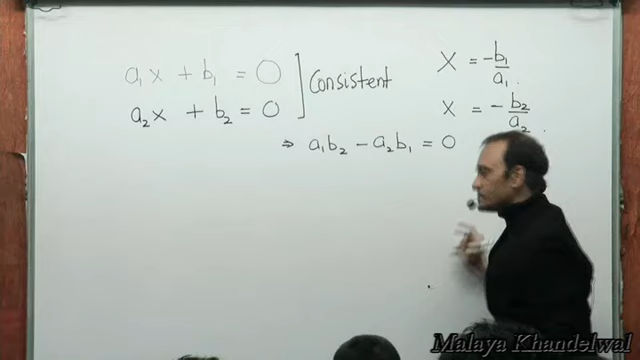 a₁x + b₁ = 0
a₂x + b₂ = 0
] Consistent
⇒ a₁b₂ - a₂b₁ = 0
X = -b₁/a₁.
X = -b₂/a₂.
Malaya Khandelwal